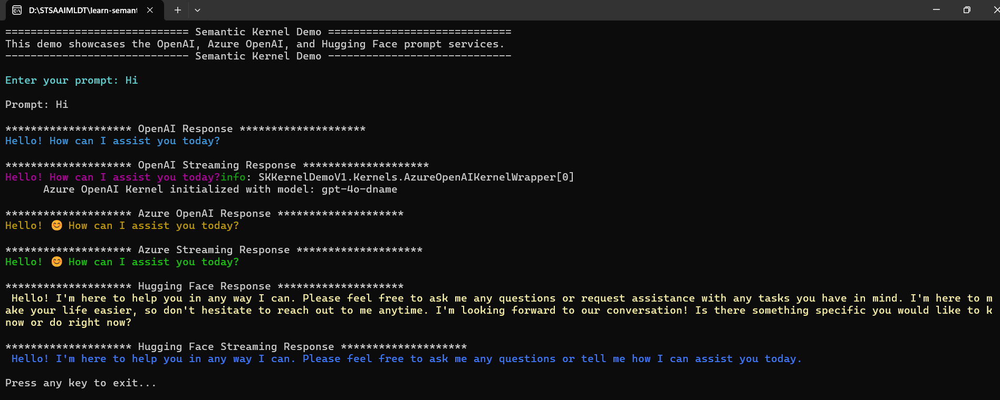 D:\STSAAIMLDT\learn-semant
============================= Semantic Kernel Demo =============================
This demo showcases the OpenAI, Azure OpenAI, and Hugging Face prompt services.
----------------------------- Semantic Kernel Demo -----------------------------
Enter your prompt: Hi
Prompt: Hi
******************** OpenAI Response ********************
Hello! How can I assist you today?
******************** OpenAI Streaming Response ********************
Hello! How can I assist you today?info: SKKernelDemoV1.Kernels.AzureOpenAIKernelWrapper[0]
      Azure OpenAI Kernel initialized with model: gpt-4o-dname
******************** Azure OpenAI Response ********************
Hello! 😊 How can I assist you today?
******************** Azure Streaming Response ********************
Hello! 😊 How can I assist you today?
******************** Hugging Face Response ********************
 Hello! I'm here to help you in any way I can. Please feel free to ask me any questions or request assistance with any tasks you have in mind. I'm here to m
ake your life easier, so don't hesitate to reach out to me anytime. I'm looking forward to our conversation! Is there something specific you would like to k
now or do right now?
******************** Hugging Face Streaming Response ********************
 Hello! I'm here to help you in any way I can. Please feel free to ask me any questions or tell me how I can assist you today.
Press any key to exit...